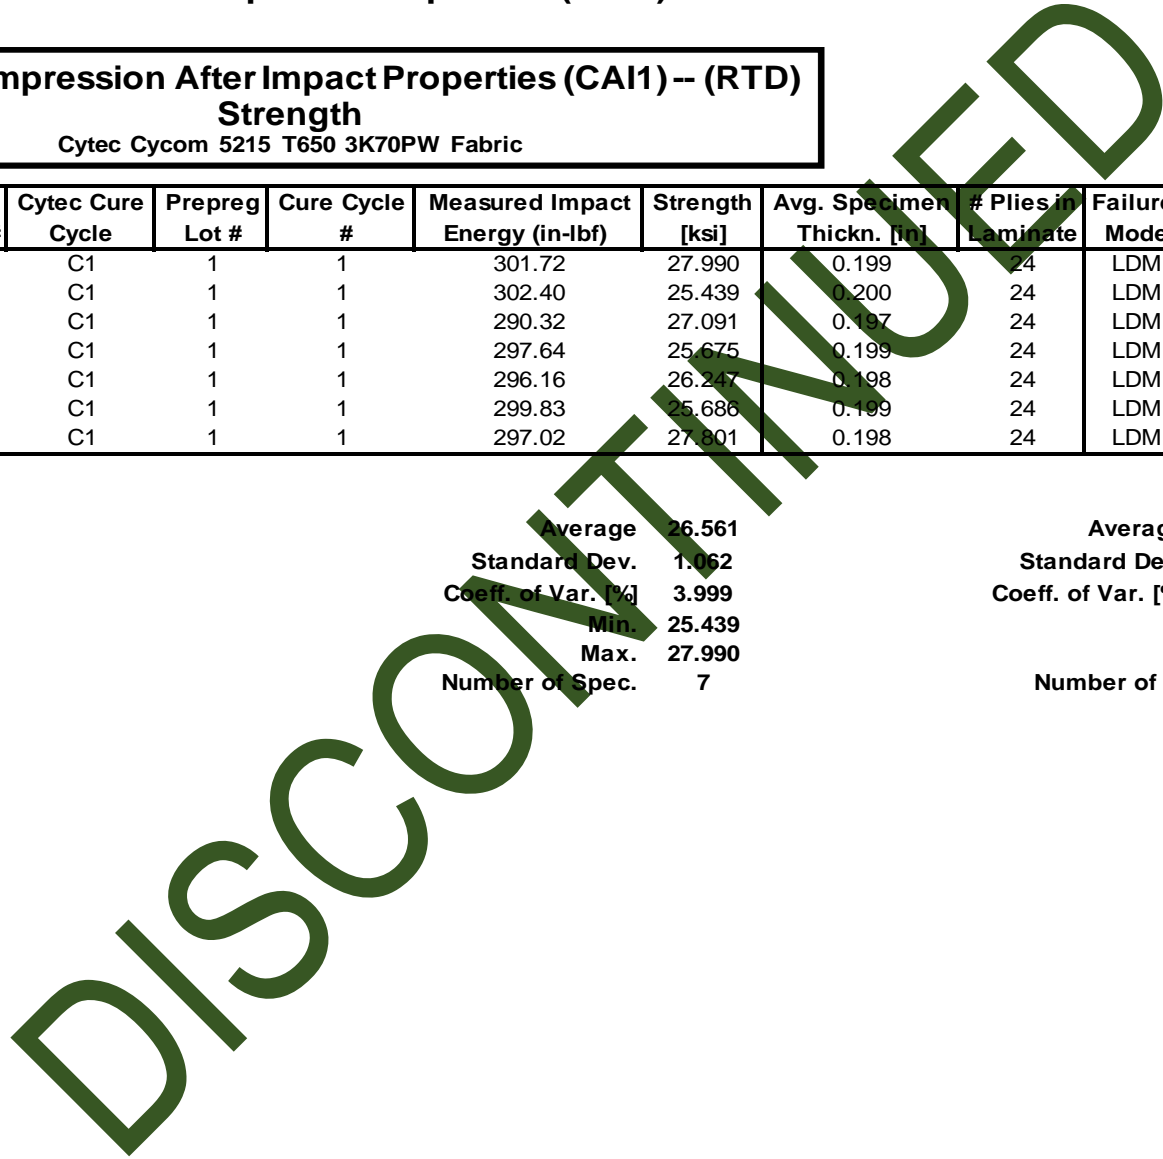 mpression After Impact Properties (CAI1) -- (RTD)
Strength
Cytec Cycom 5215 T650 3K70PW Fabric
Cytec Cure Prepreg Cure Cycle Measured Impact Strength Avg. Specimen # Plies in Failure
Cycle Lot # # Energy (in-lbf) [ksi] Thickn. [in] Laminate Mode
C1 1 1 301.72 27.990 0.199 24 LDM
C1 1 1 302.40 25.439 0.200 24 LDM
C1 1 1 290.32 27.091 0.197 24 LDM
C1 1 1 297.64 25.675 0.199 24 LDM
C1 1 1 296.16 26.247 0.198 24 LDM
C1 1 1 299.83 25.686 0.199 24 LDM
C1 1 1 297.02 27.801 0.198 24 LDM
Average 26.561 Averag
Standard Dev. 1.062 Standard De
Coeff. of Var. [%] 3.999 Coeff. of Var. [
Min. 25.439
Max. 27.990
Number of Spec. 7 Number of
DISCONTINUED